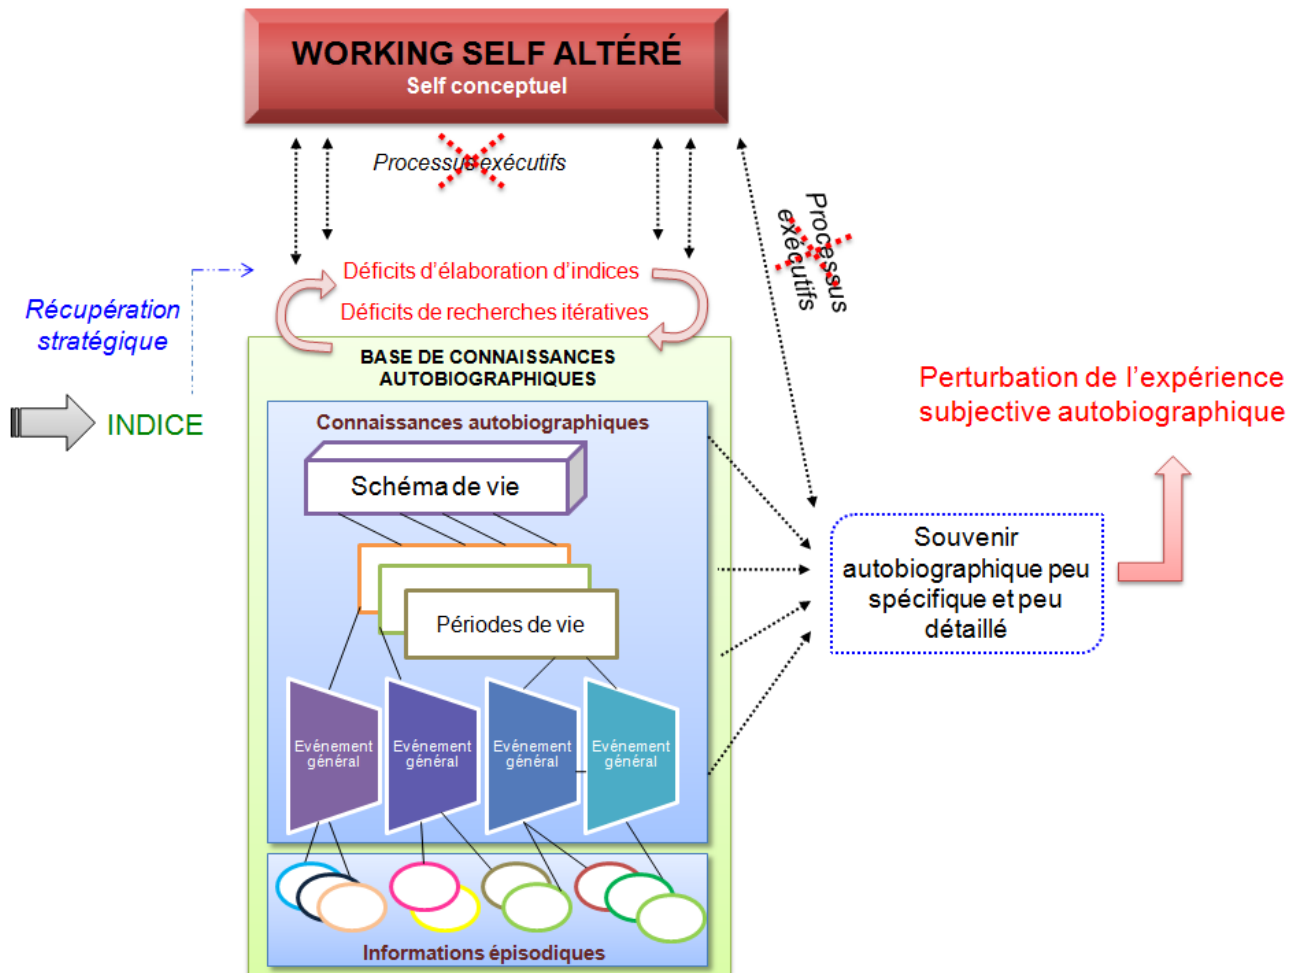 WORKING SELF ALTÉRÉ
Self conceptuel
Processus exécutifs
Processus
exécutifs
Déficits d'élaboration d'indices
Déficits de recherches itératives
Récupération
stratégique
INDICE
BASE DE CONNAISSANCES
AUTOBIOGRAPHIQUES
Connaissances autobiographiques
Schéma de vie
Périodes de vie
Evénement
général
Evénement
général
Evénement
général
Evénement
général
Informations épisodiques
Souvenir
autobiographique peu
spécifique et peu
détaillé
Perturbation de l'expérience
subjective autobiographique